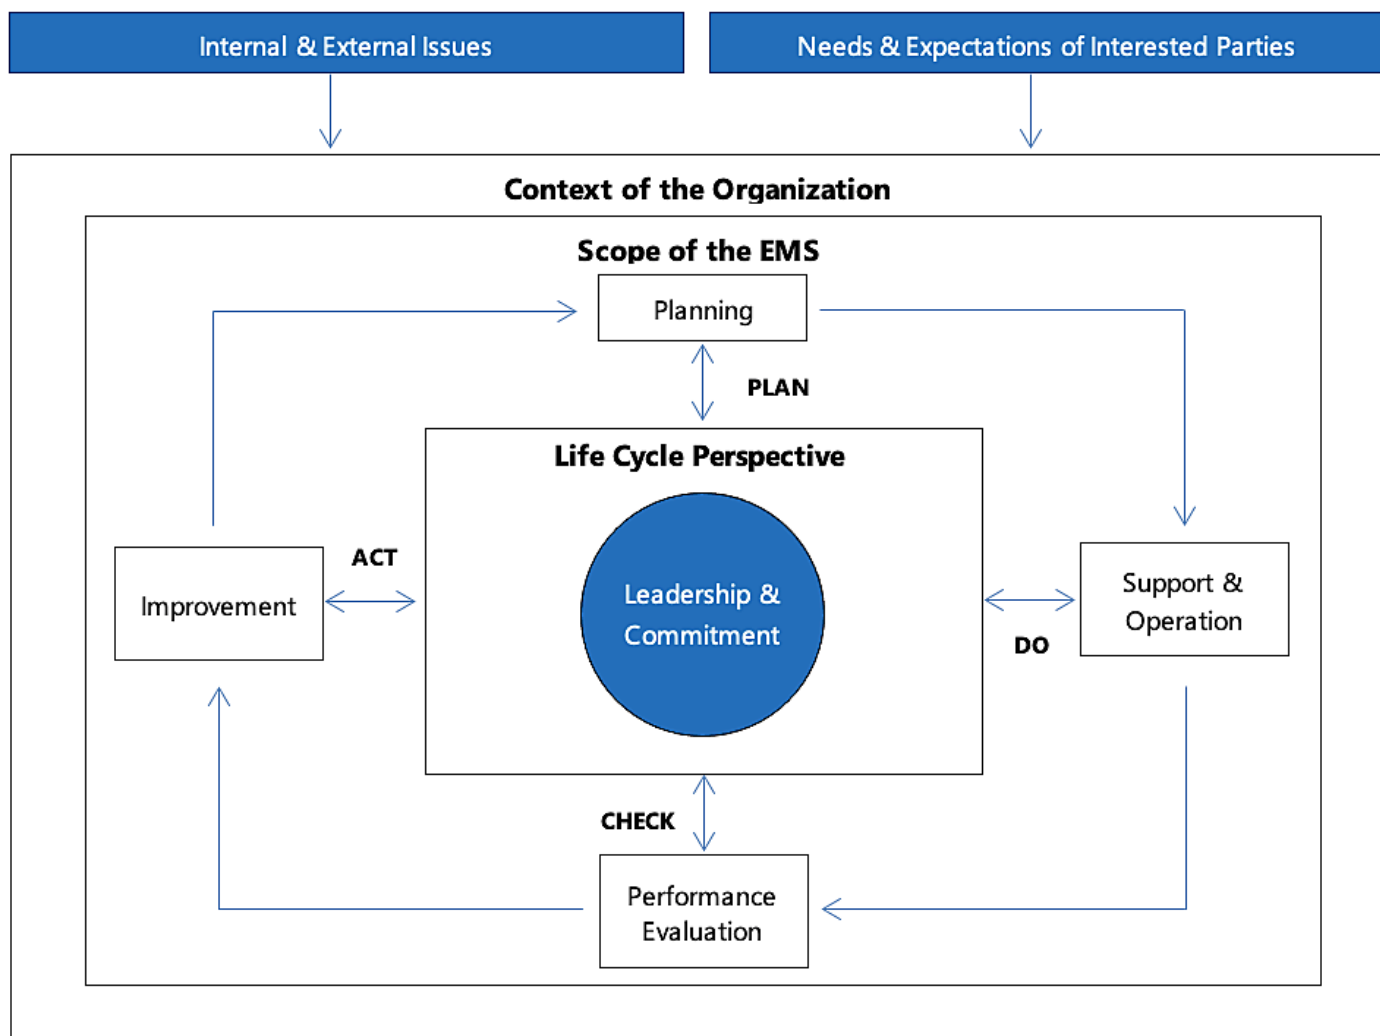 Internal & External Issues
Needs & Expectations of Interested Parties
Context of the Organization
Scope of the EMS
Planning
PLAN
Life Cycle Perspective
Leadership &
Commitment
ACT
Improvement
Support &
Operation
DO
CHECK
Performance
Evaluation